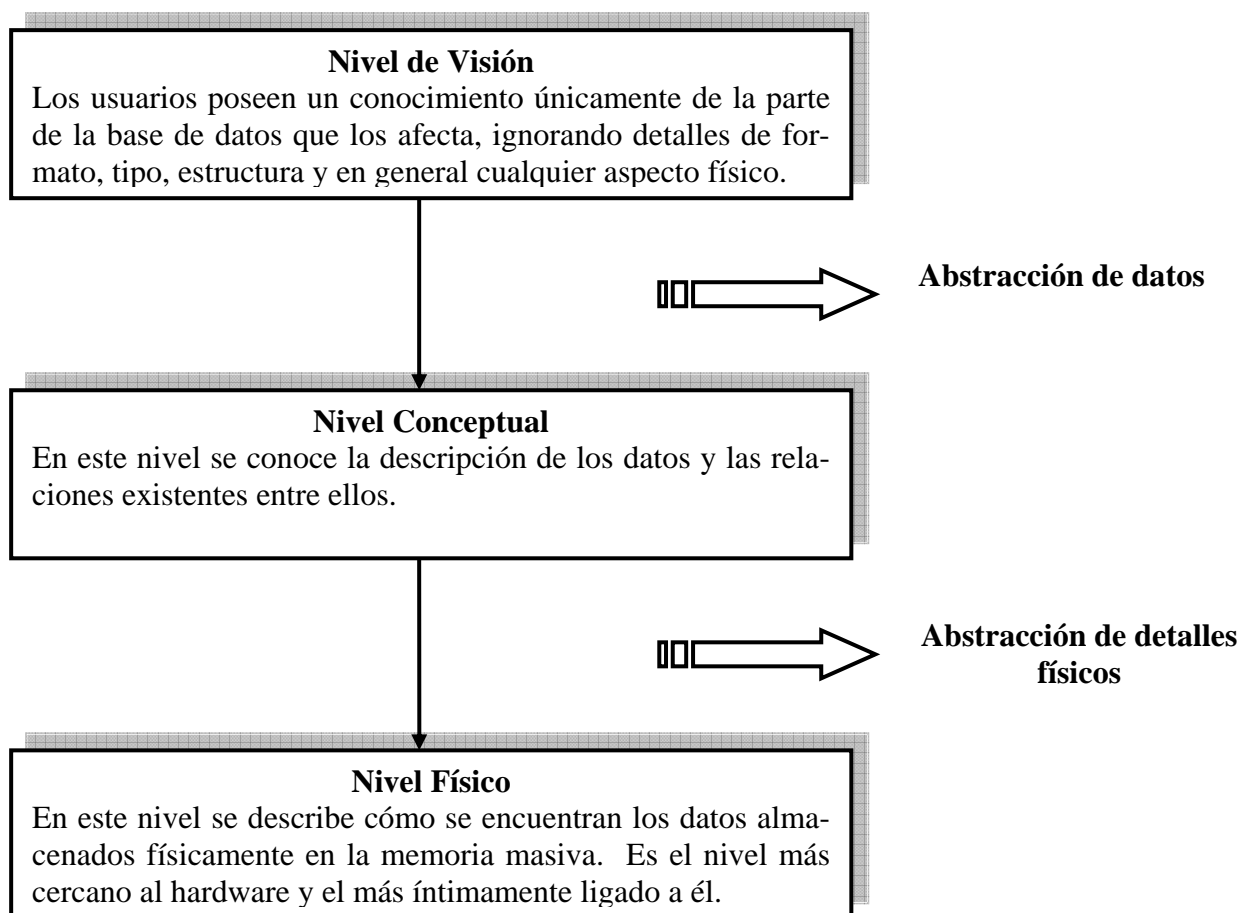 Nivel de Visión
Los usuarios poseen un conocimiento únicamente de la parte
de la base de datos que los afecta, ignorando detalles de for-
mato, tipo, estructura y en general cualquier aspecto físico.
Abstracción de datos
Nivel Conceptual
En este nivel se conoce la descripción de los datos y las rela-
ciones existentes entre ellos.
Abstracción de detalles
físicos
Nivel Físico
En este nivel se describe cómo se encuentran los datos alma-
cenados físicamente en la memoria masiva.  Es el nivel más
cercano al hardware y el más íntimamente ligado a él.